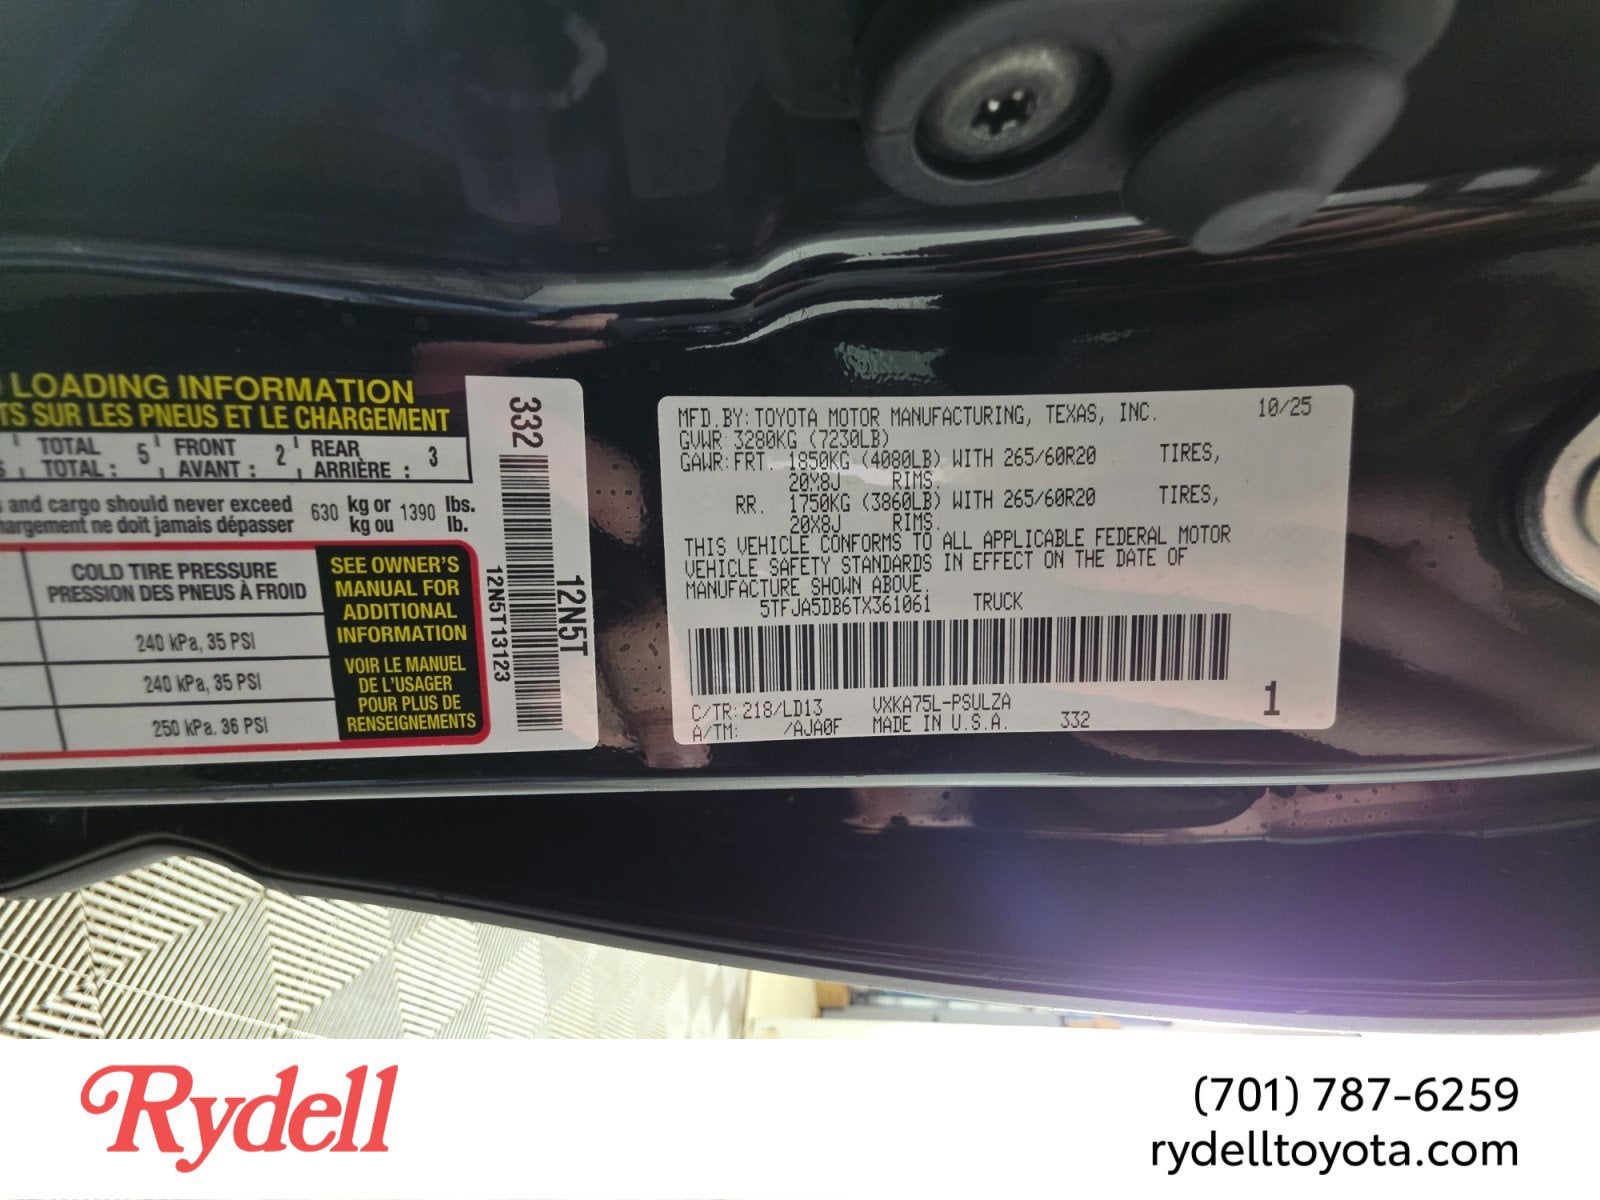 LOADING INFORMATION
SUR LES PNEUS ET LE CHARGEMENT
TOTAL 5 FRONT 2 REAR 3
TOTAL : AVANT : ARRIÈRE :
and cargo should never exceed 630 kg or 1390 lbs.
ne doit jamais dépasser kg ou lb.
COLD TIRE PRESSURE
PRESSION DES PNEUS À FROID
240 kPa, 35 PSI
240 kPa, 35 PSI
250 kPa, 36 PSI
SEE OWNER'S
MANUAL FOR
ADDITIONAL
INFORMATION
VOIR LE MANUEL
DE L'USAGER
POUR PLUS DE
RENSEIGNEMENTS
332
12N5T13123
12N5T
MFD. BY: TOYOTA MOTOR MANUFACTURING, TEXAS, INC. 10/25
GVWR 3280KG (7230LB)
GAWR: FRT. 1850KG (4080LB) WITH 265/60R20 TIRES,
20X8J RIMS.
RR. 1750KG (3860LB) WITH 265/60R20 TIRES,
20X8J RIMS.
THIS VEHICLE CONFORMS TO ALL APPLICABLE FEDERAL MOTOR
VEHICLE SAFETY STANDARDS IN EFFECT ON THE DATE OF
MANUFACTURE SHOWN ABOVE.
5TFJA5DB6TX361061 TRUCK
C/TR: 218/LD13 VXKA75L-PSULZA
A/TM: /AJA0F MADE IN U.S.A. 332
1
Rydell
(701) 787-6259
rydelltoyota.com